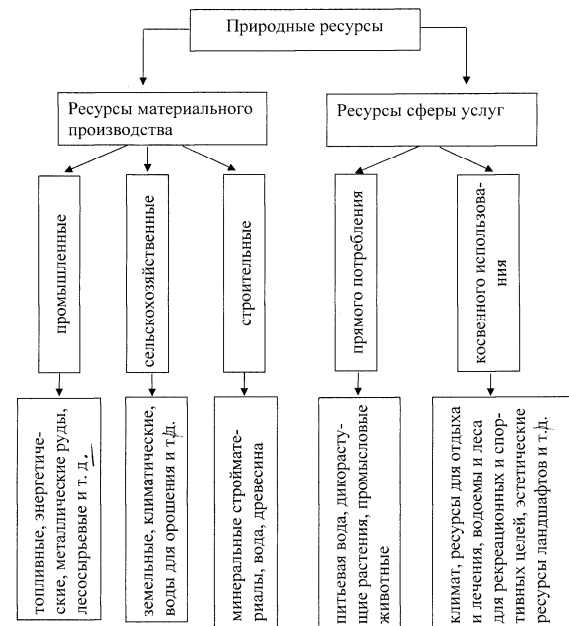 Природные ресурсы
Ресурсы материального
производства
Ресурсы сферы услуг
промышленные
сельскохозяйственные
строительные
прямого потребления
косвенного использова-
ния
топливные, энергетиче-
ские, металлические руды,
лесосырьевые и т. д.
земельные, климатические,
воды для орошения и т.д.
минеральные строймате-
риалы, вода, древесина
питьевая вода, дикорасту-
щие растения, промысловые
животные
климат, ресурсы для отдыха
и лечения, водоемы и леса
для рекреационных и спор-
тивных целей, эстетические
ресурсы ландшафтов и т.д.